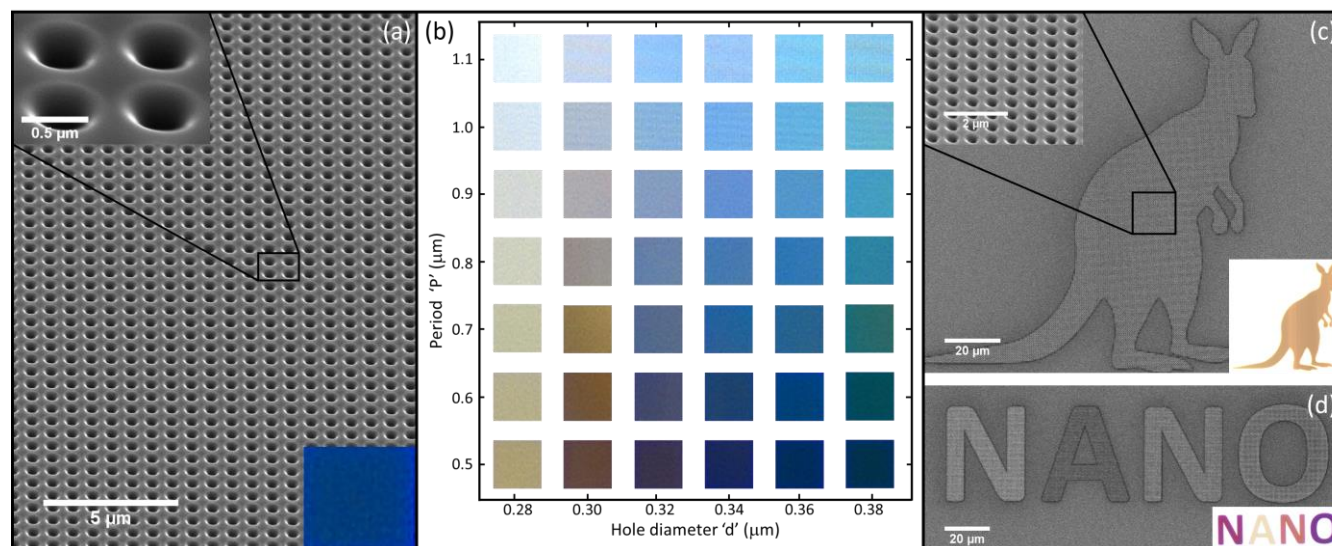 (a)
0.5 µm
5 µm
(b)
Period ‘P’ (µm)
1.1
1.0
0.9
0.8
0.7
0.6
0.5
0.28 0.30 0.32 0.34 0.36 0.38
Hole diameter ‘d’ (µm)
(c)
2 µm
20 µm
(d)
NANO
20 µm
NANO